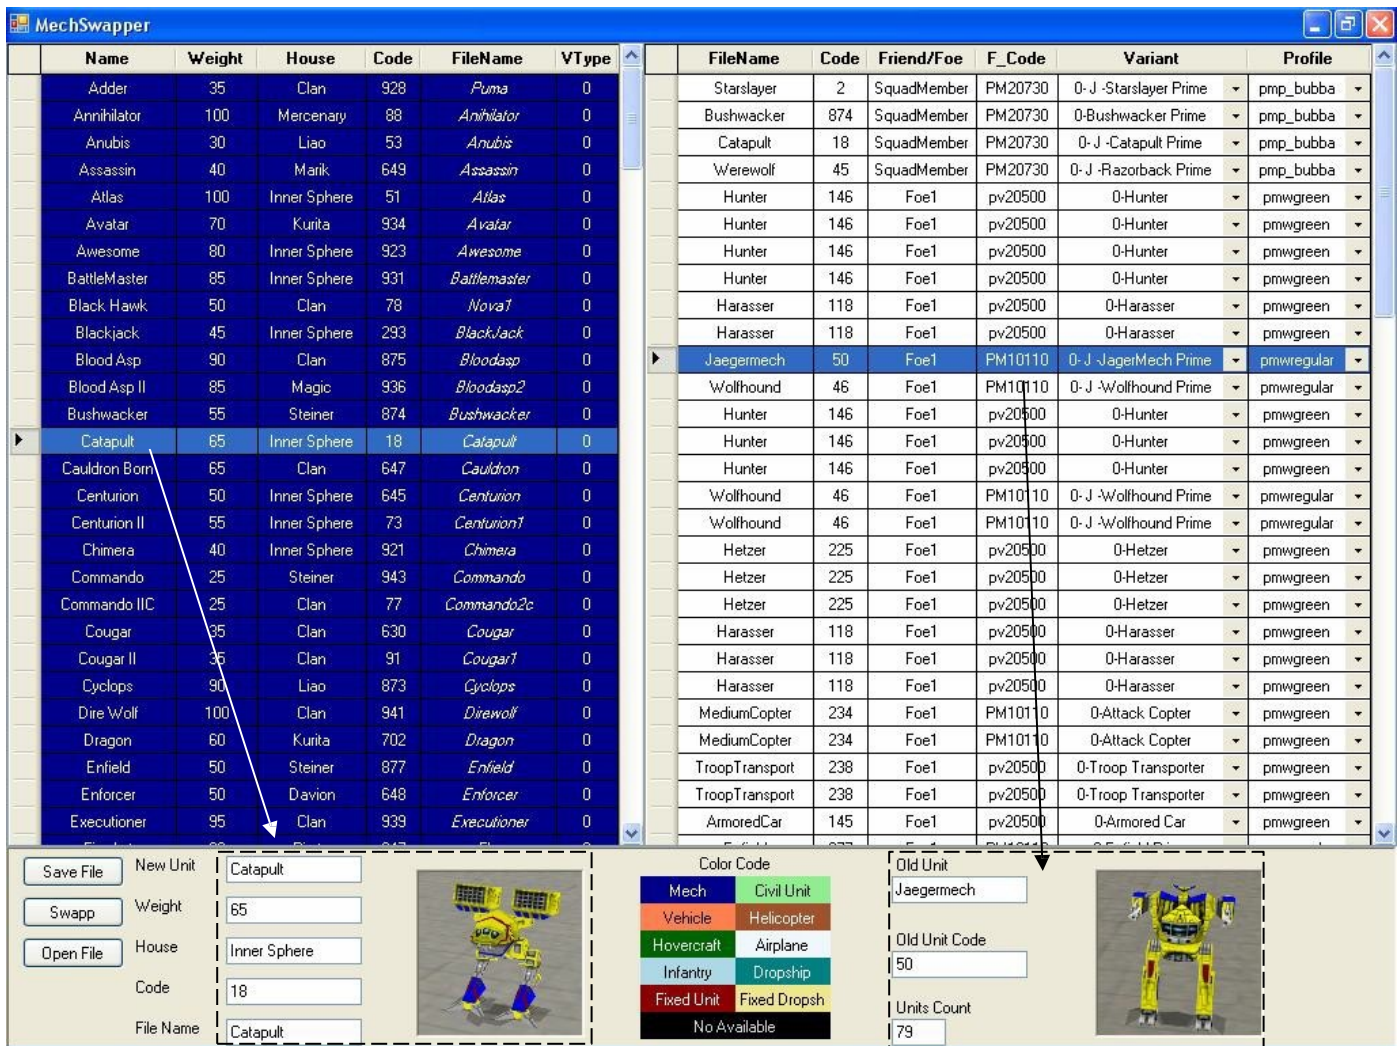 MechSwapper
Name Weight House Code FileName VType
Adder 35 Clan 928 Puma 0
Annihilator 100 Mercenary 88 Anihilator 0
Anubis 30 Liao 53 Anubis 0
Assassin 40 Marik 649 Assassin 0
Atlas 100 Inner Sphere 51 Atlas 0
Avatar 70 Kurita 934 Avatar 0
Awesome 80 Inner Sphere 923 Awesome 0
BattleMaster 85 Inner Sphere 931 Battlemaster 0
Black Hawk 50 Clan 78 Nova1 0
Blackjack 45 Inner Sphere 293 BlackJack 0
Blood Asp 90 Clan 875 Bloodasp 0
Blood Asp II 85 Magic 936 Bloodasp2 0
Bushwacker 55 Steiner 874 Bushwacker 0
Catapult 65 Inner Sphere 18 Catapult 0
Cauldron Born 65 Clan 647 Cauldron 0
Centurion 50 Inner Sphere 645 Centurion 0
Centurion II 55 Inner Sphere 73 Centurion1 0
Chimera 40 Inner Sphere 921 Chimera 0
Commando 25 Steiner 943 Commando 0
Commando IIC 25 Clan 77 Commando2c 0
Cougar 35 Clan 630 Cougar 0
Cougar II 35 Clan 91 Cougar1 0
Cyclops 90 Liao 873 Cyclops 0
Dire Wolf 100 Clan 941 Direwolf 0
Dragon 60 Kurita 702 Dragon 0
Enfield 50 Steiner 877 Enfield 0
Enforcer 50 Davion 648 Enforcer 0
Executioner 95 Clan 939 Executioner 0
FileName Code Friend/Foe F_Code Variant Profile
Starslayer 2 SquadMember PM20730 0- J -Starslayer Prime pmp_bubba
Bushwacker 874 SquadMember PM20730 0-Bushwacker Prime pmp_bubba
Catapult 18 SquadMember PM20730 0- J -Catapult Prime pmp_bubba
Werewolf 45 SquadMember PM20730 0- J -Razorback Prime pmp_bubba
Hunter 146 Foe1 pv20500 0-Hunter pmwgreen
Hunter 146 Foe1 pv20500 0-Hunter pmwgreen
Hunter 146 Foe1 pv20500 0-Hunter pmwgreen
Hunter 146 Foe1 pv20500 0-Hunter pmwgreen
Harasser 118 Foe1 pv20500 0-Harasser pmwgreen
Harasser 118 Foe1 pv20500 0-Harasser pmwgreen
Jaegermech 50 Foe1 PM10110 0- J -JagerMech Prime pmwregular
Wolfhound 46 Foe1 PM10110 0- J -Wolfhound Prime pmwregular
Hunter 146 Foe1 pv20500 0-Hunter pmwgreen
Hunter 146 Foe1 pv20500 0-Hunter pmwgreen
Hunter 146 Foe1 pv20500 0-Hunter pmwgreen
Wolfhound 46 Foe1 PM10110 0- J -Wolfhound Prime pmwregular
Wolfhound 46 Foe1 PM10110 0- J -Wolfhound Prime pmwregular
Hetzer 225 Foe1 pv20500 0-Hetzer pmwgreen
Hetzer 225 Foe1 pv20500 0-Hetzer pmwgreen
Hetzer 225 Foe1 pv20500 0-Hetzer pmwgreen
Harasser 118 Foe1 pv20500 0-Harasser pmwgreen
Harasser 118 Foe1 pv20500 0-Harasser pmwgreen
Harasser 118 Foe1 pv20500 0-Harasser pmwgreen
MediumCopter 234 Foe1 PM10110 0-Attack Copter pmwgreen
MediumCopter 234 Foe1 PM10110 0-Attack Copter pmwgreen
TroopTransport 238 Foe1 pv20500 0-Troop Transporter pmwgreen
TroopTransport 238 Foe1 pv20500 0-Troop Transporter pmwgreen
ArmoredCar 145 Foe1 pv20500 0-Armored Car pmwgreen
Save File
Swapp
Open File
New Unit Catapult
Weight 65
House Inner Sphere
Code 18
File Name Catapult
Color Code
Mech Civil Unit
Vehicle Helicopter
Hovercraft Airplane
Infantry Dropship
Fixed Unit Fixed Dropsh
No Available
Old Unit
Jaegermech
Old Unit Code
50
Units Count
79